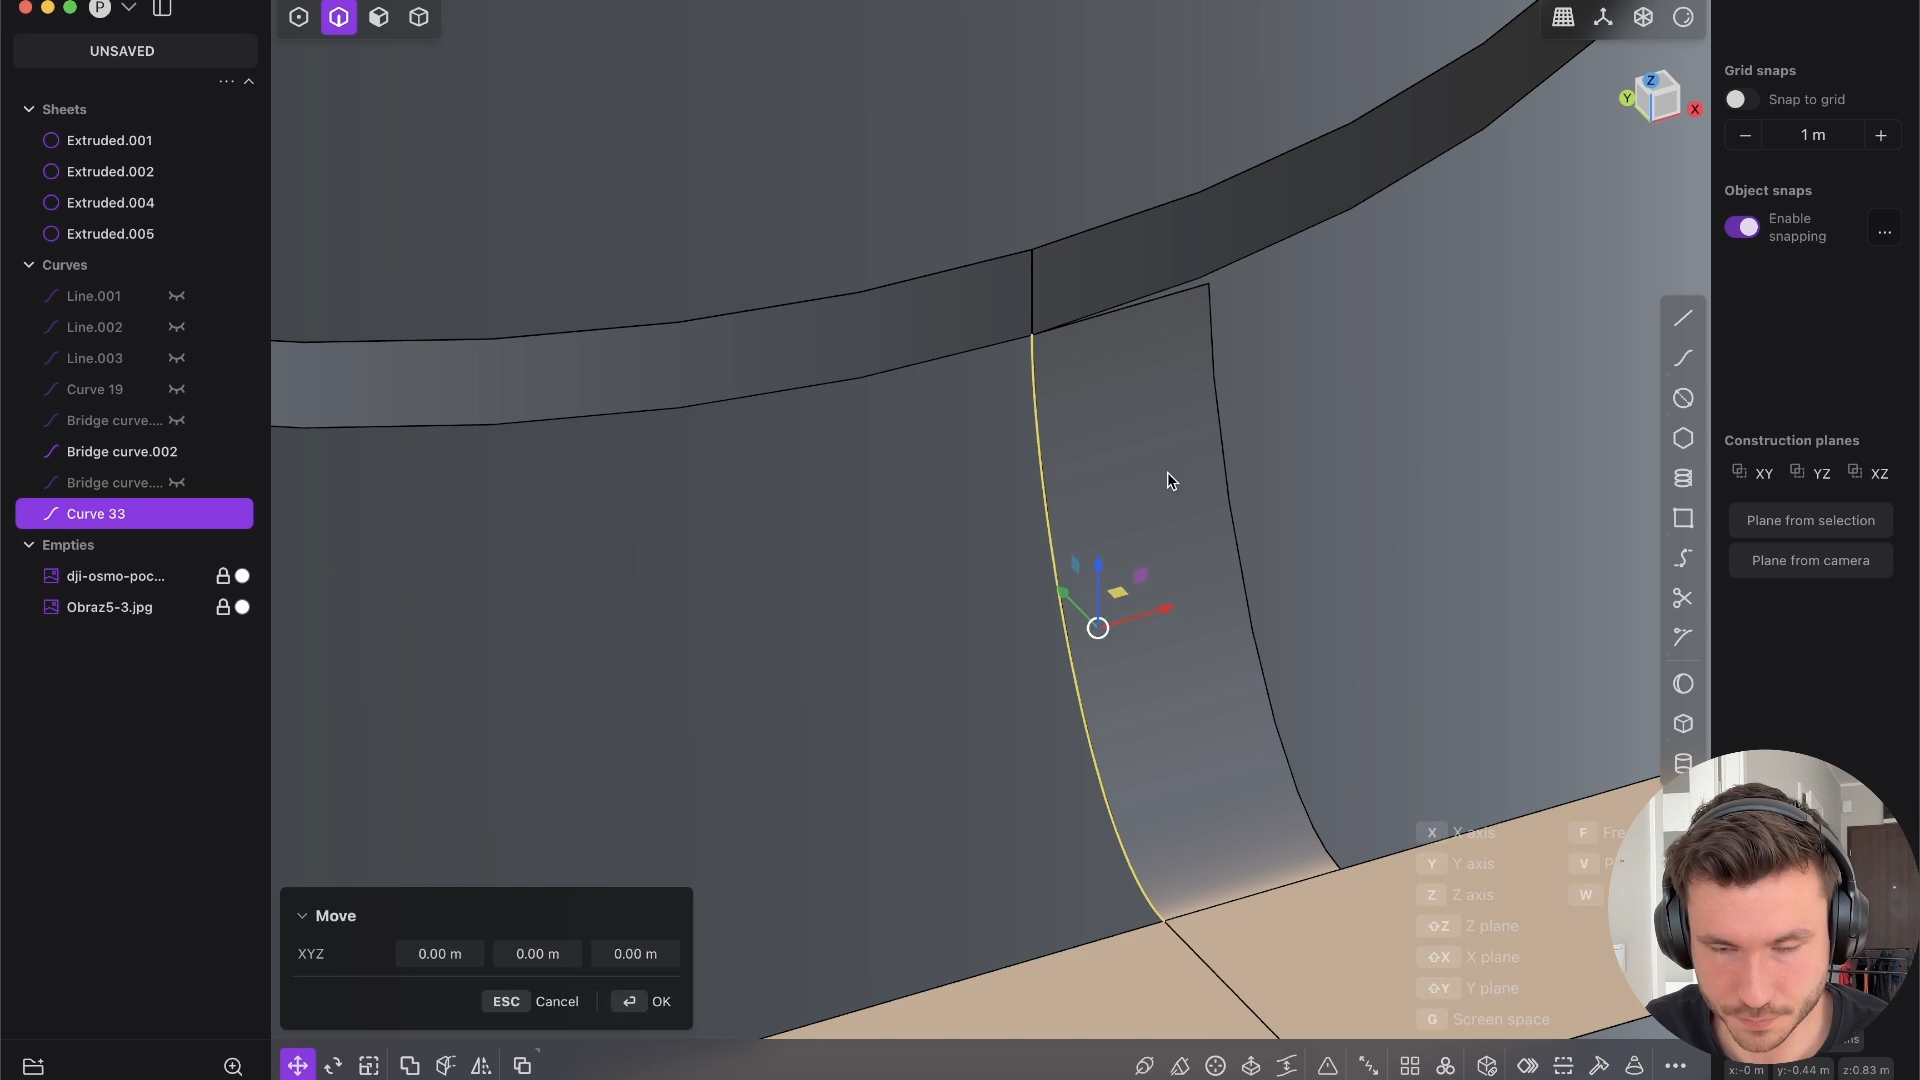 P
UNSAVED
Sheets
Extruded.001
Extruded.002
Extruded.004
Extruded.005
Curves
Line.001
Line.002
Line.003
Curve 19
Bridge curve....
Bridge curve.002
Bridge curve....
Curve 33
Empties
dji-osmo-poc...
Obraz5-3.jpg
Z
Y
X
Grid snaps
Snap to grid
1 m
Object snaps
Enable snapping
...
Construction planes
XY YZ XZ
Plane from selection
Plane from camera
Move
XYZ 0.00 m 0.00 m 0.00 m
ESC Cancel OK
X X axis F
Y Y axis V
Z Z axis W
⇧Z Z plane
⇧X X plane
⇧Y Y plane
G Screen space
x:-0 m y:-0.44 m z:0.83 m